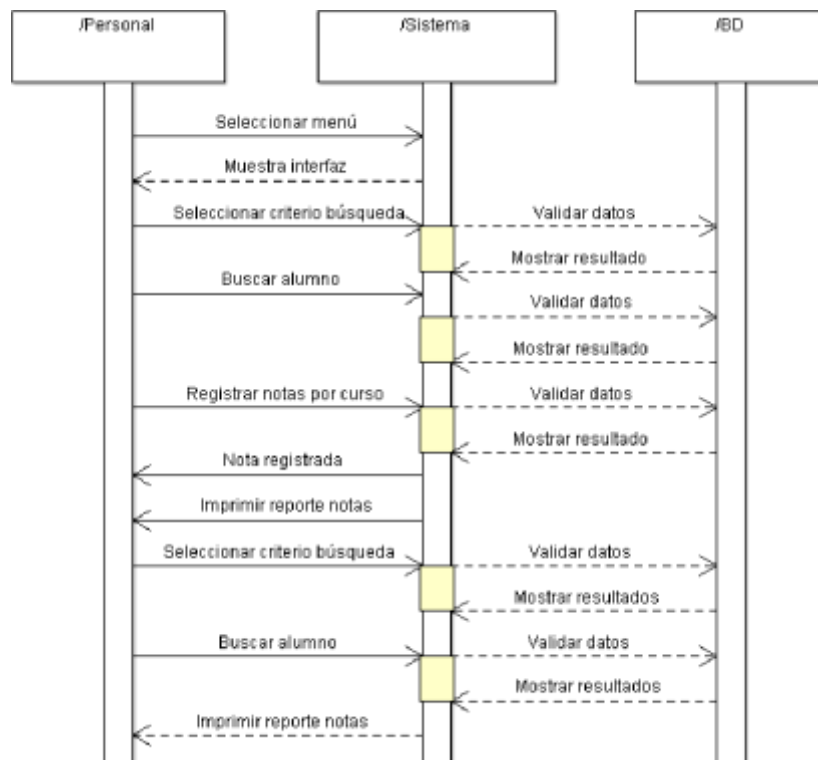 /Personal
/Sistema
/BD
Seleccionar menú
Muestra interfaz
Seleccionar criterio búsqueda
Validar datos
Mostrar resultado
Buscar alumno
Validar datos
Mostrar resultado
Registrar notas por curso
Validar datos
Mostrar resultado
Nota registrada
Imprimir reporte notas
Seleccionar criterio búsqueda
Validar datos
Mostrar resultados
Buscar alumno
Validar datos
Mostrar resultados
Imprimir reporte notas